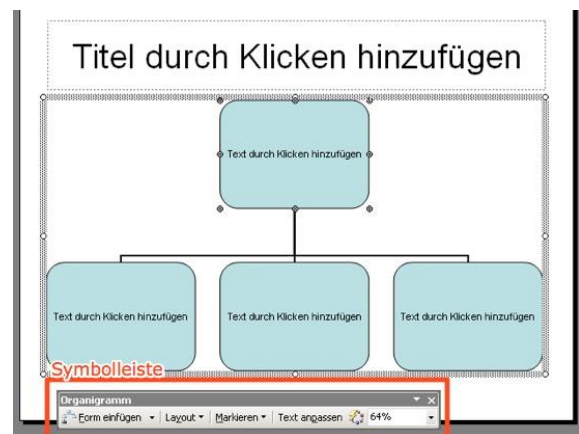 Titel durch Klicken hinzufügen
Text durch Klicken hinzufügen
Text durch Klicken hinzufügen
Text durch Klicken hinzufügen
Text durch Klicken hinzufügen
Symbolleiste
Organigramm
Form einfügen
Layout
Markieren
Text anpassen
64%